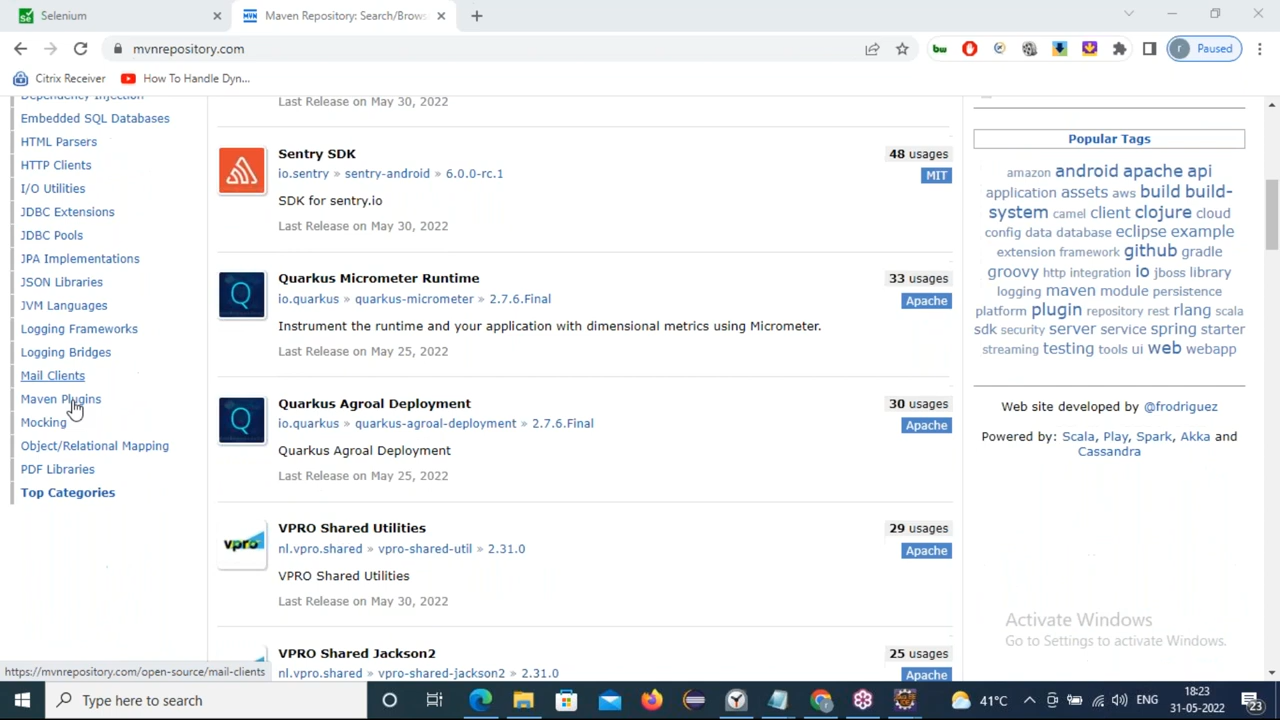 Selenium
Maven Repository: Search/Brows
mvnrepository.com
bw
r Paused
Citrix Receiver
How To Handle Dyn...
Dependency Injection
Embedded SQL Databases
HTML Parsers
HTTP Clients
I/O Utilities
JDBC Extensions
JDBC Pools
JPA Implementations
JSON Libraries
JVM Languages
Logging Frameworks
Logging Bridges
Mail Clients
Maven Plugins
Mocking
Object/Relational Mapping
PDF Libraries
Top Categories
Last Release on May 30, 2022
Sentry SDK
48 usages
io.sentry » sentry-android » 6.0.0-rc.1
MIT
SDK for sentry.io
Last Release on May 30, 2022
Quarkus Micrometer Runtime
33 usages
io.quarkus » quarkus-micrometer » 2.7.6.Final
Apache
Instrument the runtime and your application with dimensional metrics using Micrometer.
Last Release on May 25, 2022
Quarkus Agroal Deployment
30 usages
io.quarkus » quarkus-agroal-deployment » 2.7.6.Final
Apache
Quarkus Agroal Deployment
Last Release on May 25, 2022
vpro
VPRO Shared Utilities
29 usages
nl.vpro.shared » vpro-shared-util » 2.31.0
Apache
VPRO Shared Utilities
Last Release on May 30, 2022
VPRO Shared Jackson2
25 usages
nl.vpro.shared » vpro-shared-jackson2 » 2.31.0
Apache
Popular Tags
amazon android apache api
application assets aws build build-
system camel client clojure cloud
config data database eclipse example
extension framework github gradle
groovy http integration io jboss library
logging maven module persistence
platform plugin repository rest rlang scala
sdk security server service spring starter
streaming testing tools ui web webapp
Web site developed by @frodriguez
Powered by: Scala, Play, Spark, Akka and
Cassandra
Activate Windows
Go to Settings to activate Windows.
https://mvnrepository.com/open-source/mail-clients
Type here to search
41°C
ENG
18:23
31-05-2022
23